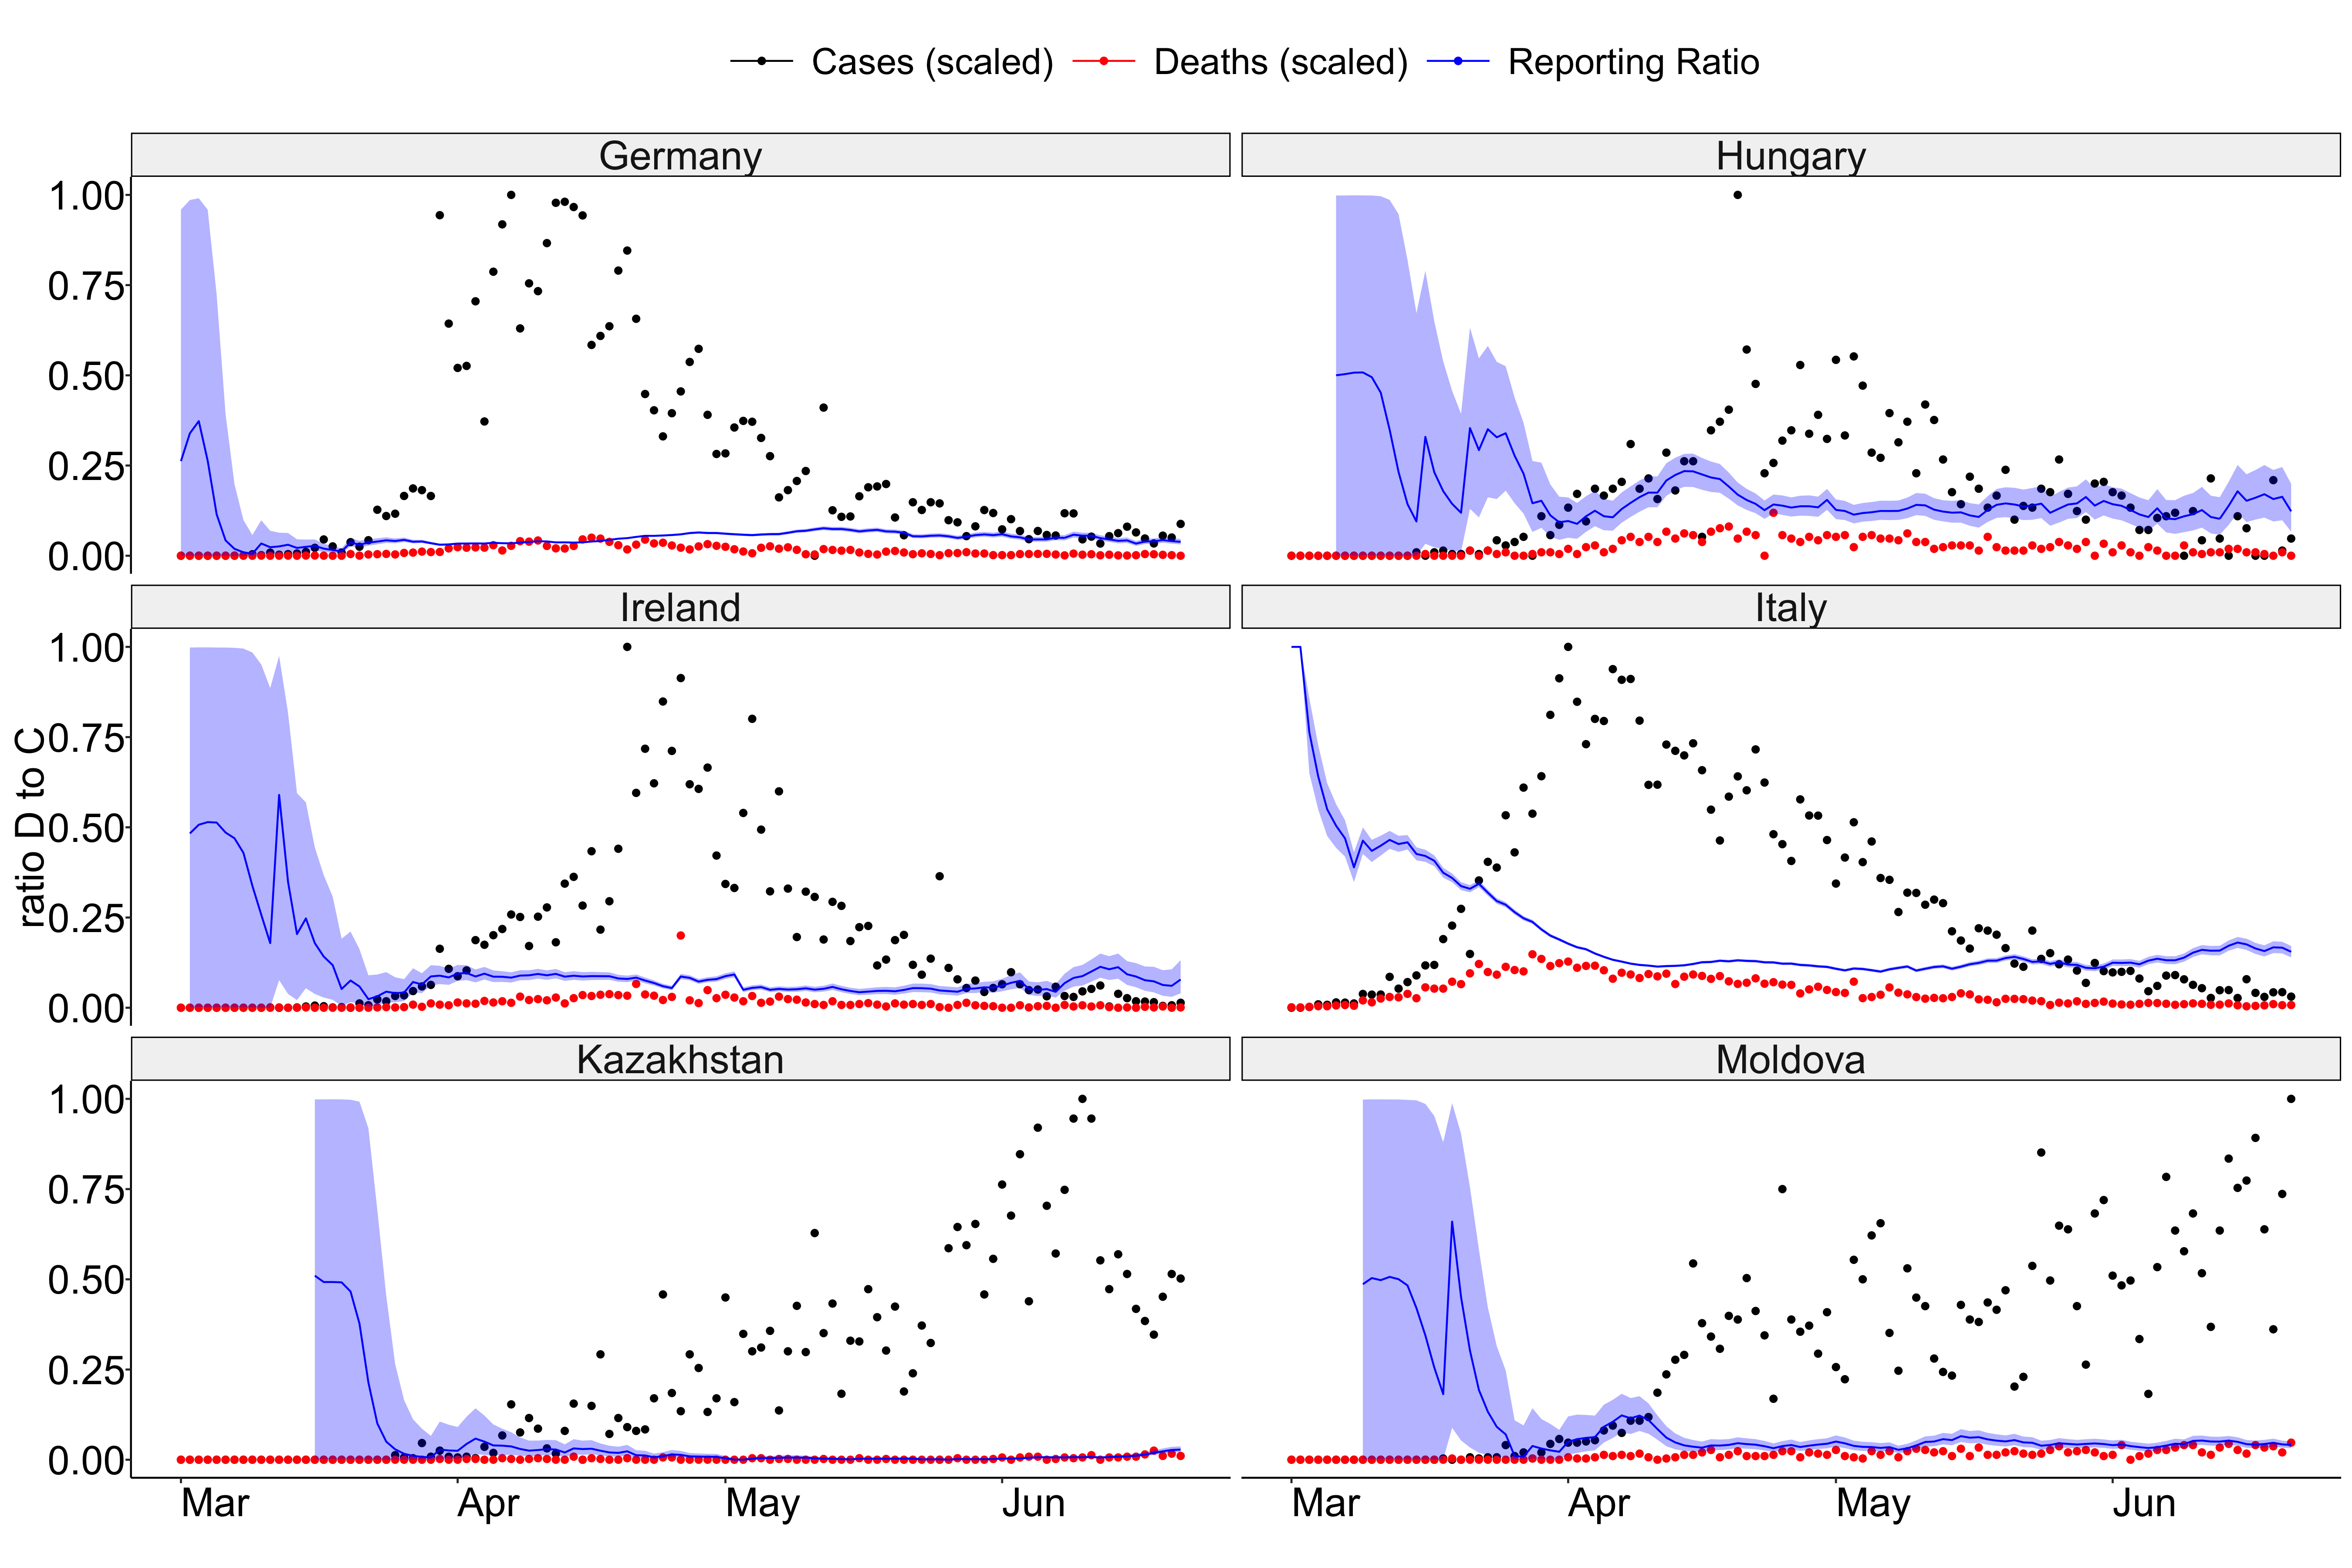 Cases (scaled) Deaths (scaled) Reporting Ratio
Germany Hungary
1.00
0.75
0.50
0.25
0.00
Ireland Italy
1.00
0.75
0.50
0.25
0.00
ratio D to C
Kazakhstan Moldova
1.00
0.75
0.50
0.25
0.00
Mar Apr May Jun Mar Apr May Jun